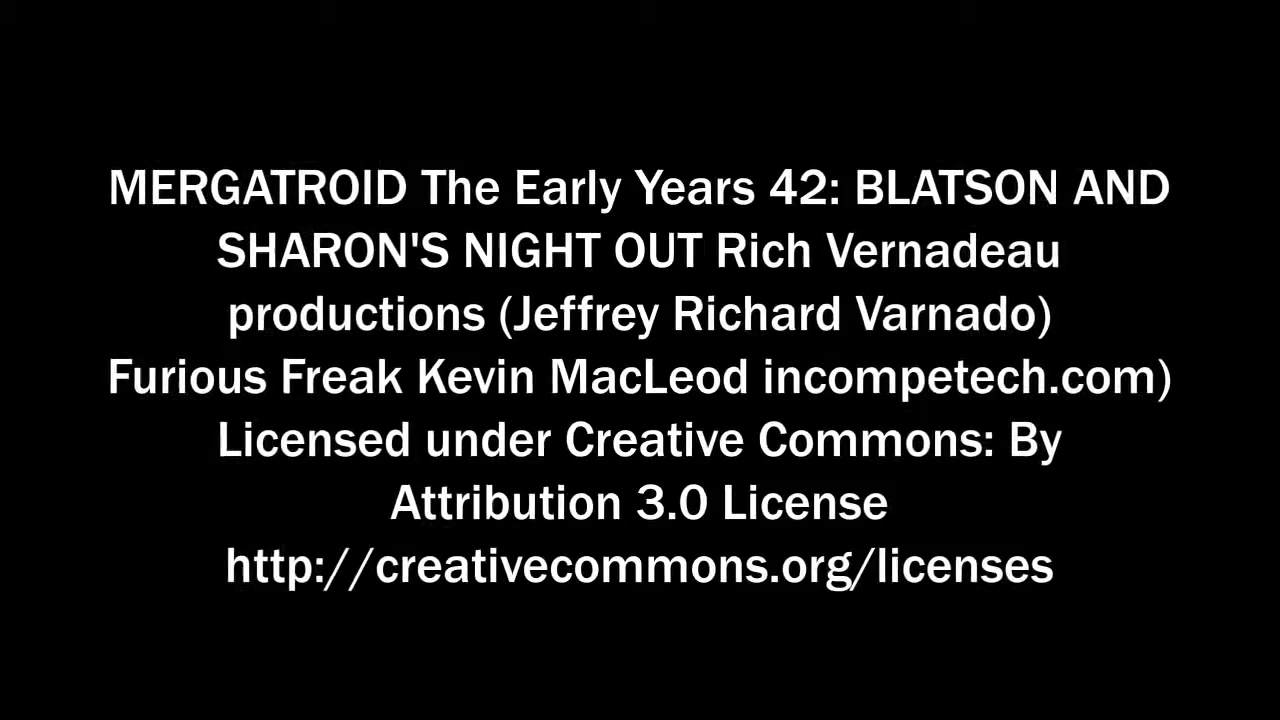 MERGATROID The Early Years 42: BLATSON AND
SHARON'S NIGHT OUT Rich Vernadeau
productions (Jeffrey Richard Varnado)
Furious Freak Kevin MacLeod incompetech.com)
Licensed under Creative Commons: By
Attribution 3.0 License
http://creativecommons.org/licenses